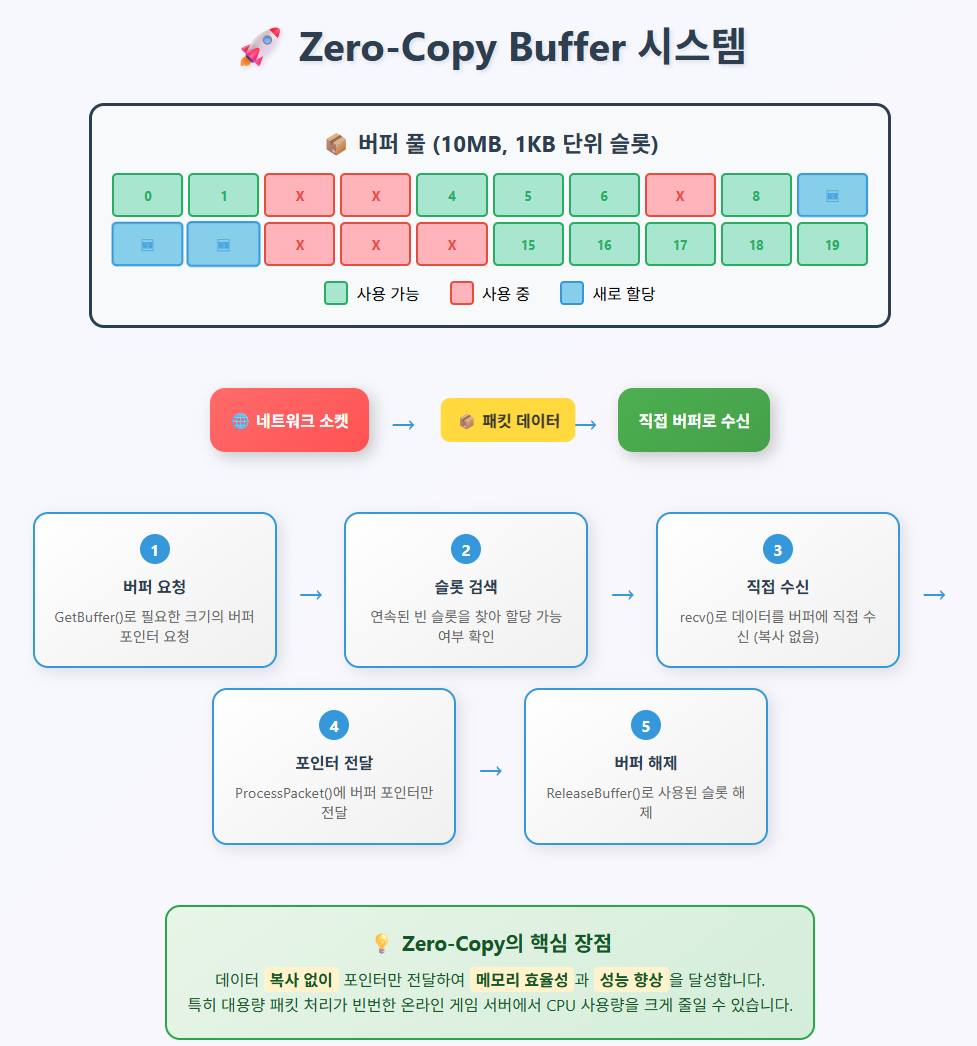 🚀 Zero-Copy Buffer 시스템
📦 버퍼 풀 (10MB, 1KB 단위 슬롯)
0 1 X X 4 5 6 X 8 🆕
🆕 🆕 X X X 15 16 17 18 19
사용 가능 사용 중 새로 할당
🌐 네트워크 소켓 → 📦 패킷 데이터 → 직접 버퍼로 수신
1
버퍼 요청
GetBuffer()로 필요한 크기의 버퍼
포인터 요청
→
2
슬롯 검색
연속된 빈 슬롯을 찾아 할당 가능
여부 확인
→
3
직접 수신
recv()로 데이터를 버퍼에 직접 수
신 (복사 없음)
→
4
포인터 전달
ProcessPacket()에 버퍼 포인터만
전달
→
5
버퍼 해제
ReleaseBuffer()로 사용된 슬롯 해
제
💡 Zero-Copy의 핵심 장점
데이터 복사 없이 포인터만 전달하여 메모리 효율성과 성능 향상을 달성합니다.
특히 대용량 패킷 처리가 빈번한 온라인 게임 서버에서 CPU 사용량을 크게 줄일 수 있습니다.